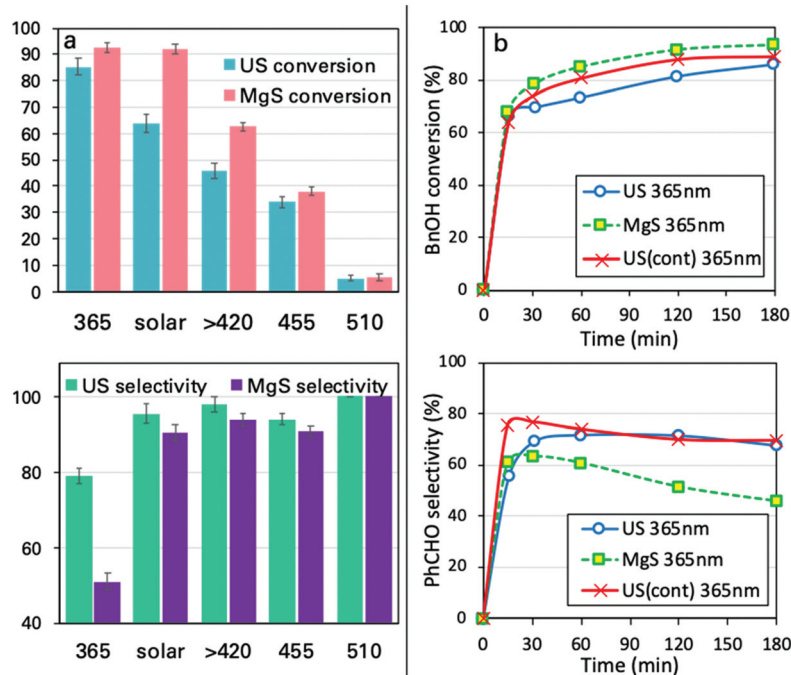 a
US conversion
MgS conversion
100
90
80
70
60
50
40
30
20
10
0
365 solar >420 455 510
US selectivity MgS selectivity
100
80
60
40
365 solar >420 455 510
b
BnOH conversion (%)
100
80
60
40
20
0
US 365nm
MgS 365nm
US(cont) 365nm
0 30 60 90 120 150 180
Time (min)
PhCHO selectivity (%)
100
80
60
40
20
0
US 365nm
MgS 365nm
US(cont) 365nm
0 30 60 90 120 150 180
Time (min)